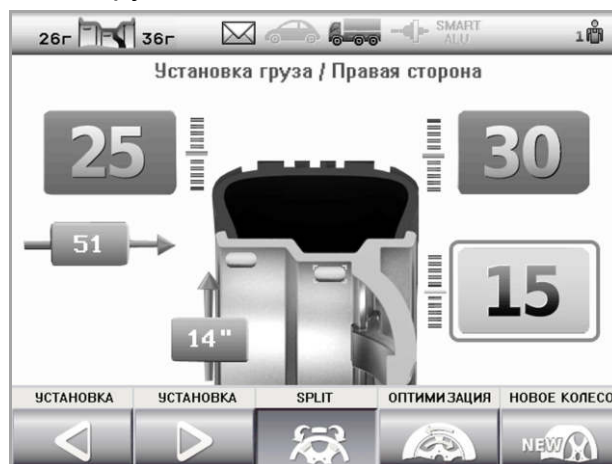 26г 36г SMART ALU 1
Установка груза / Правая сторона
25 30
51
15
14"
УСТАНОВКА УСТАНОВКА SPLIT ОПТИМИЗАЦИЯ НОВОЕ КОЛЕСО
NEW